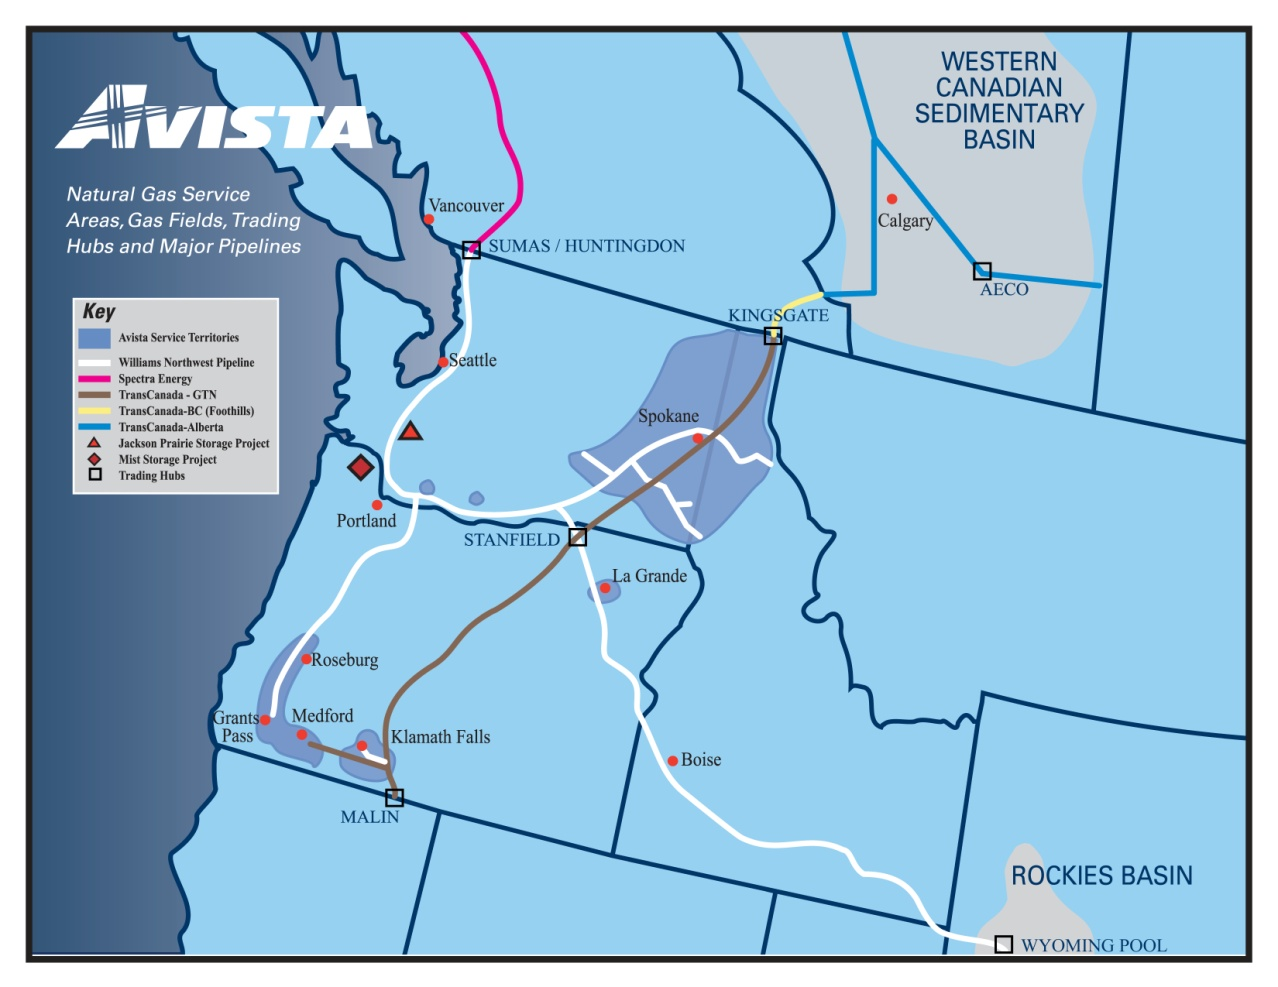 AVISTA
Natural Gas Service
Areas, Gas Fields, Trading
Hubs and Major Pipelines
Key
Avista Service Territories
Williams Northwest Pipeline
Spectra Energy
TransCanada - GTN
TransCanada-BC (Foothills)
TransCanada-Alberta
Jackson Prairie Storage Project
Mist Storage Project
Trading Hubs
WESTERN
CANADIAN
SEDIMENTARY
BASIN
Vancouver
Calgary
SUMAS / HUNTINGDON
AECO
KINGSGATE
Seattle
Spokane
Portland
STANFIELD
La Grande
Roseburg
Grants
Pass
Medford
Klamath Falls
Boise
MALIN
ROCKIES BASIN
WYOMING POOL